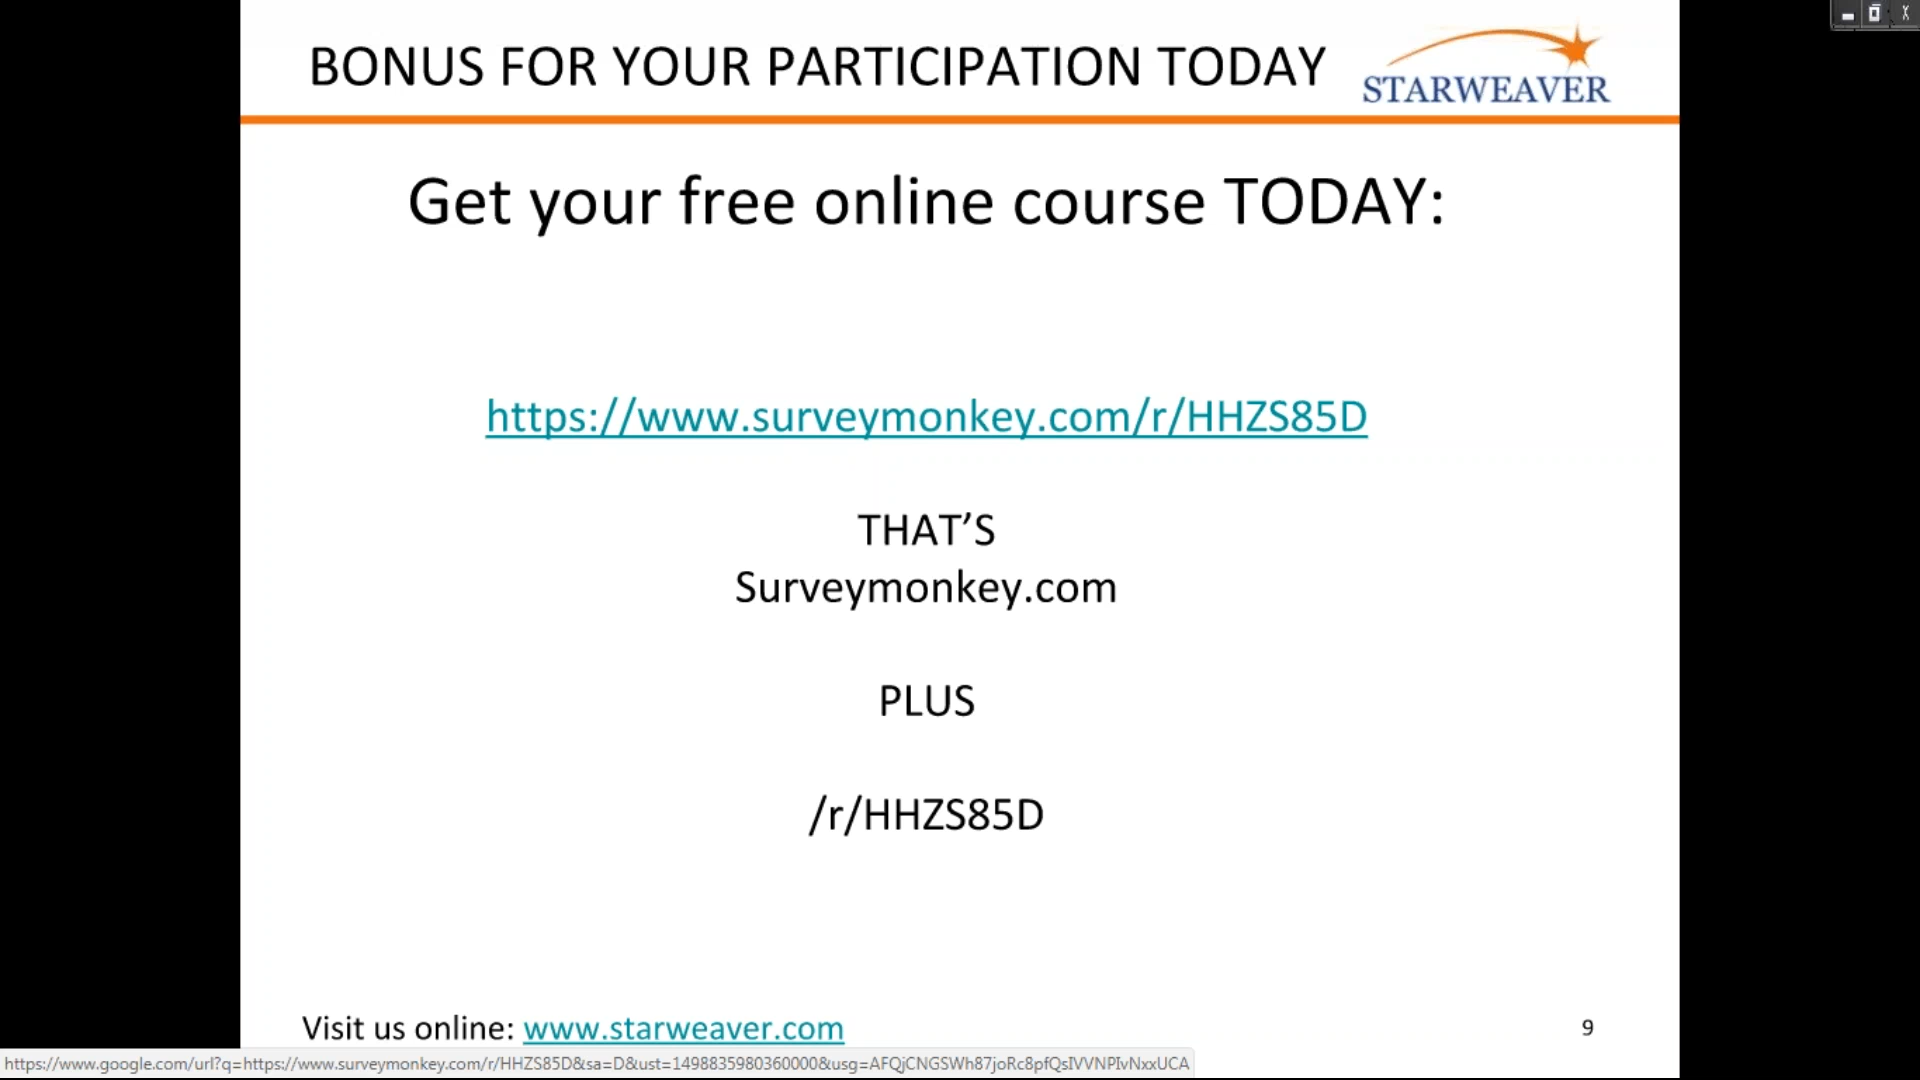 BONUS FOR YOUR PARTICIPATION TODAY
STARWEAVER
Get your free online course TODAY:
https://www.surveymonkey.com/r/HHZS85D
THAT’S
Surveymonkey.com
PLUS
/r/HHZS85D
Visit us online: www.starweaver.com
9
https://www.google.com/url?q=https://www.surveymonkey.com/r/HHZS85D&sa=D&ust=1498835980360000&usg=AFQjCNGSWh87joRc8pfQsIVVNPIvNxxUCA